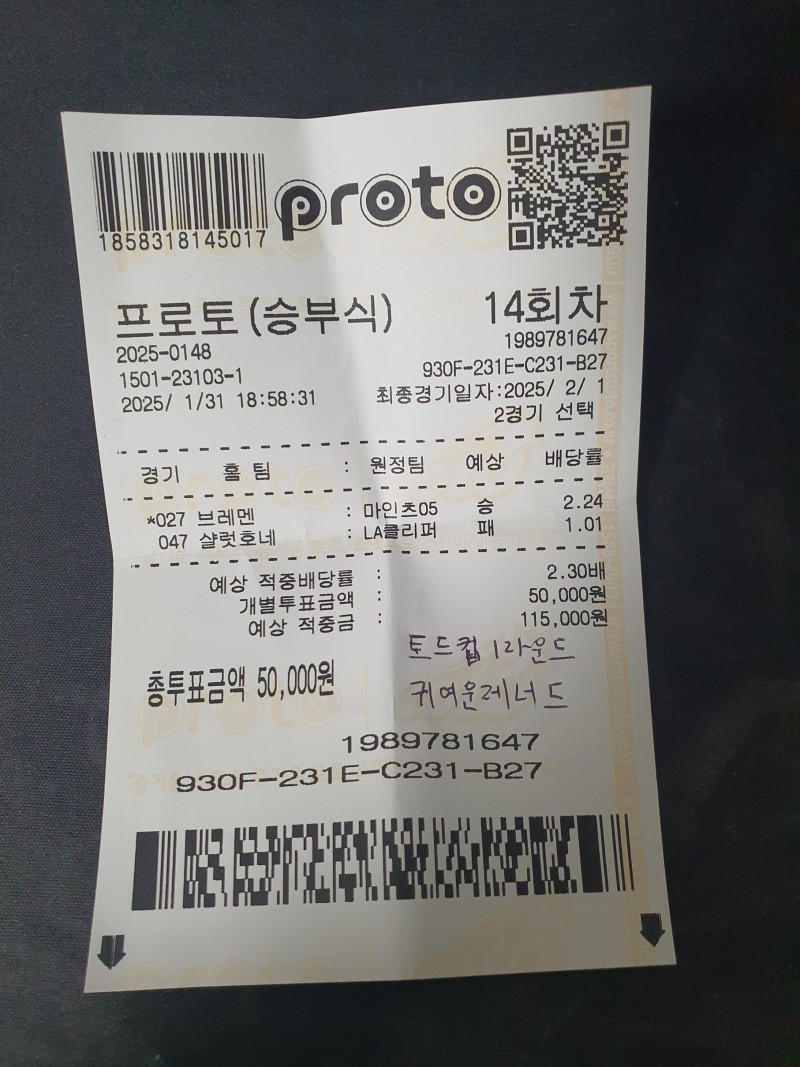 1858318145017
proto
프로토(승부식) 14회차
2025-0148 1989781647
1501-23103-1 930F-231E-C231-B27
2025/ 1/31 18:58:31 최종경기일자:2025/ 2/ 1
2경기 선택
경기 홈 팀 : 원정팀 예상 배당률
*027 브레멘 : 마인츠05 승 2.24
047 샬럿호네 : LA클리퍼 패 1.01
예상 적중배당률 : 2.30배
개별투표금액 : 50,000원
예상 적중금 : 115,000원
토드컵 1라운드
총투표금액 50,000원
귀여운레너드
1989781647
930F-231E-C231-B27